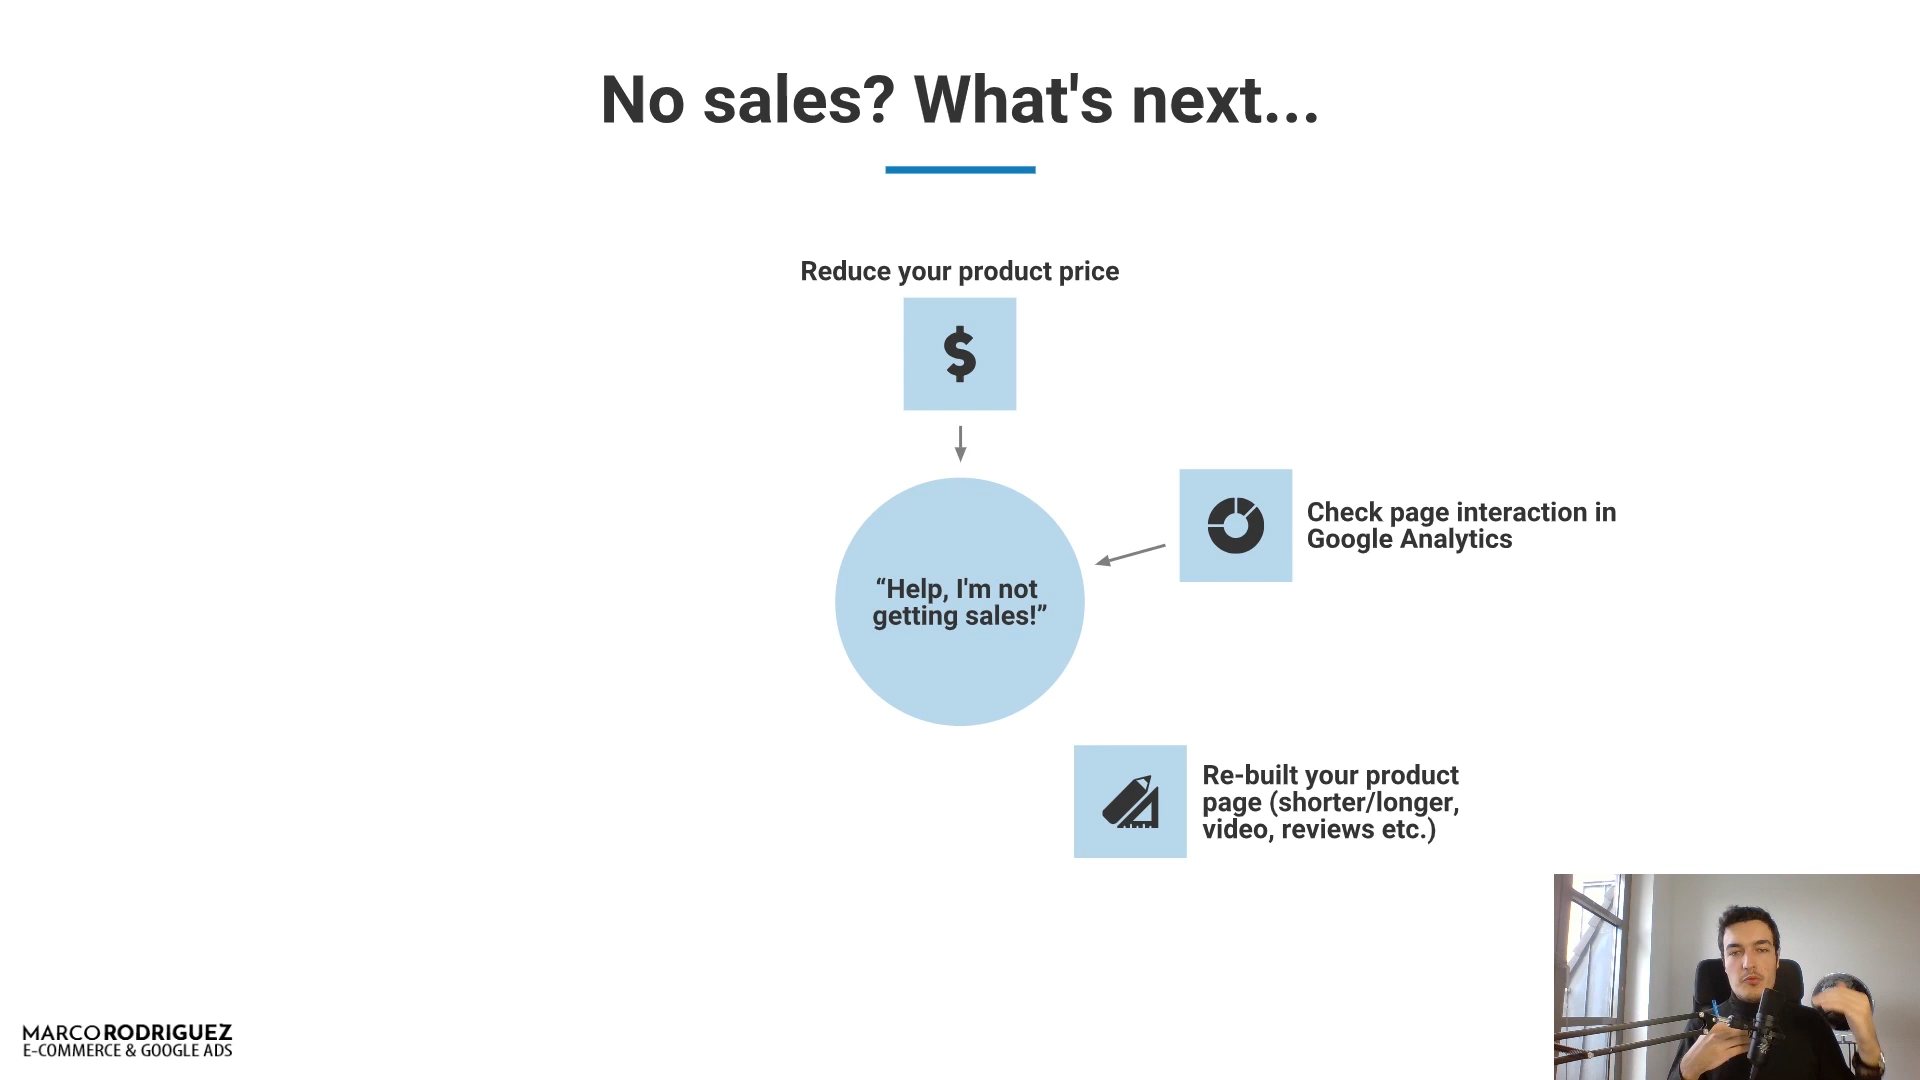 No sales? What's next...
Reduce your product price
$
Check page interaction in
Google Analytics
“Help, I'm not
getting sales!”
Re-built your product
page (shorter/longer,
video, reviews etc.)
MARCO RODRIGUEZ
E-COMMERCE & GOOGLE ADS